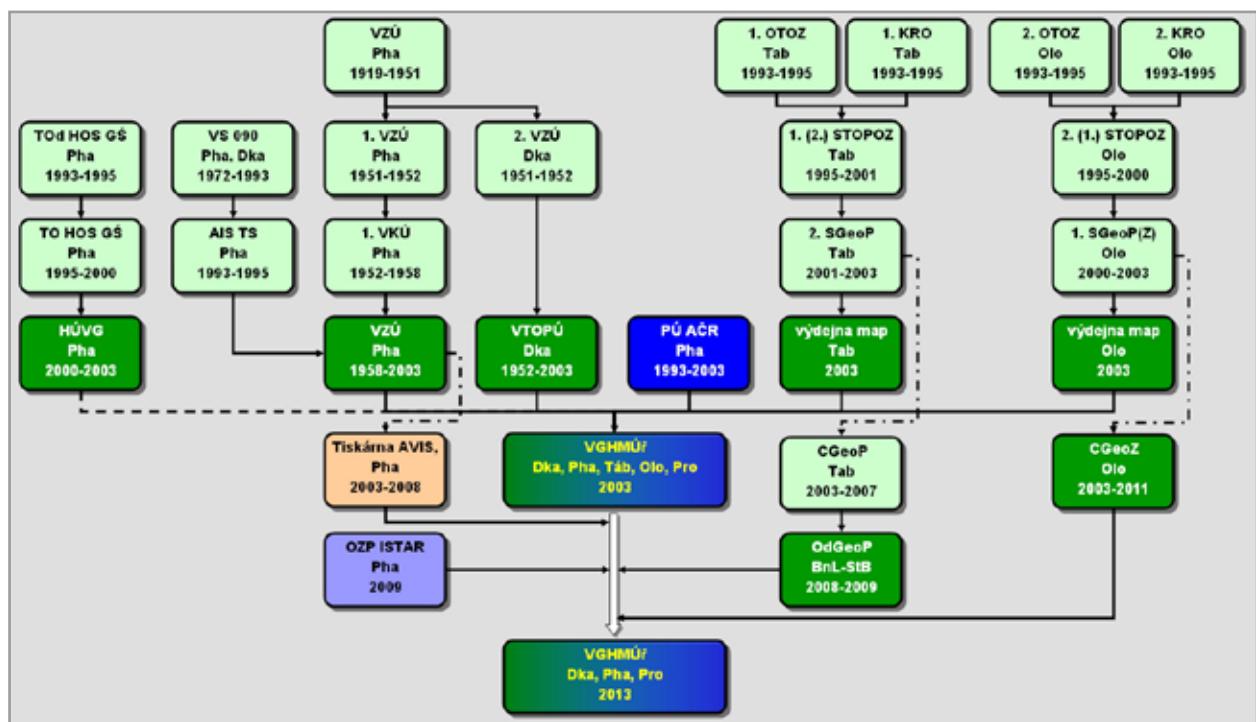 VZÚ
Pha
1919-1951
1. OTOZ
Tab
1993-1995
1. KRO
Tab
1993-1995
2. OTOZ
Olo
1993-1995
2. KRO
Olo
1993-1995
TOd HOS GŠ
Pha
1993-1995
VS 090
Pha, Dka
1972-1993
1. VZÚ
Pha
1951-1952
2. VZÚ
Dka
1951-1952
1. (2.) STOPOZ
Tab
1995-2001
2. (1.) STOPOZ
Olo
1995-2000
TO HOS GŠ
Pha
1995-2000
AIS TS
Pha
1993-1995
1. VKÚ
Pha
1952-1958
2. SGeoP
Tab
2001-2003
1. SGeoP(Z)
Olo
2000-2003
HÚVG
Pha
2000-2003
VZÚ
Pha
1958-2003
VTOPÚ
Dka
1952-2003
PÚ AČR
Pha
1993-2003
výdejna map
Tab
2003
výdejna map
Olo
2003
Tiskárna AVIS,
Pha
2003-2008
VGHMÚř
Dka, Pha, Táb, Olo, Pro
2003
CGeoP
Tab
2003-2007
CGeoZ
Olo
2003-2011
OZP ISTAR
Pha
2009
OdGeoP
BnL-StB
2008-2009
VGHMÚř
Dka, Pha, Pro
2013